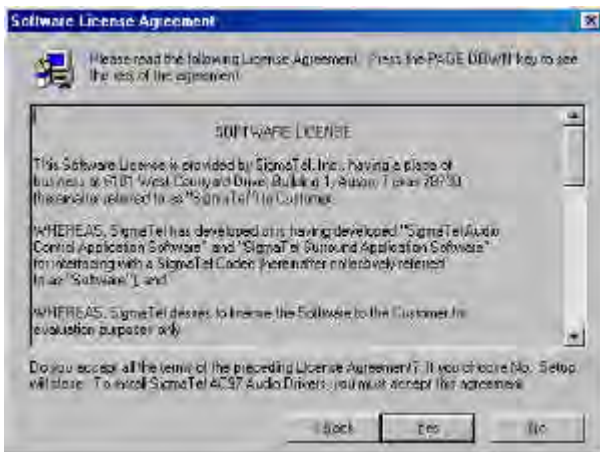 Software License Agreement
Please read the following License Agreement. Press the PAGE DOWN key to see
the rest of the agreement.
SOFTWARE LICENSE
This Software License is provided by SigmaTel, Inc., having a place of
business at 6101 West Courtyard Drive, Building 1, Austin, Texas 78730
(hereinafter referred to as "SigmaTel") to Customer.
WHEREAS, SigmaTel has developed or is having developed "SigmaTel Audio
Control Application Software" and "SigmaTel Surround Application Software"
for interfacing with a SigmaTel Codec (hereinafter collectively referred
to as "Software"), and
WHEREAS, SigmaTel desires to license the Software to the Customer for
evaluation purposes only
Do you accept all the terms of the preceding License Agreement? If you choose No, Setup
will close. To install SigmaTel AC97 Audio Drivers, you must accept this agreement.
< Back
Yes
No